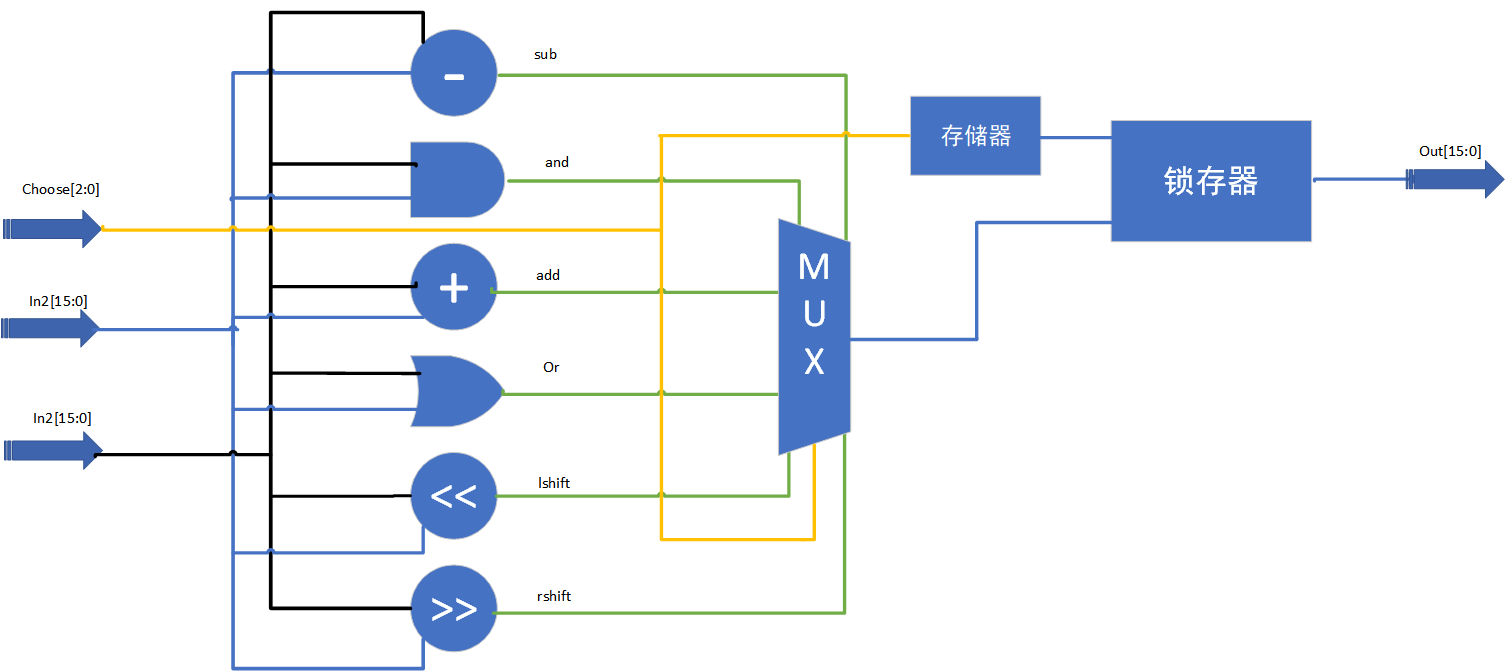 sub
-
and
存储器
锁存器
Out[15:0]
Choose[2:0]
M
U
X
In2[15:0]
add
+
Or
In2[15:0]
lshift
<<
rshift
>>